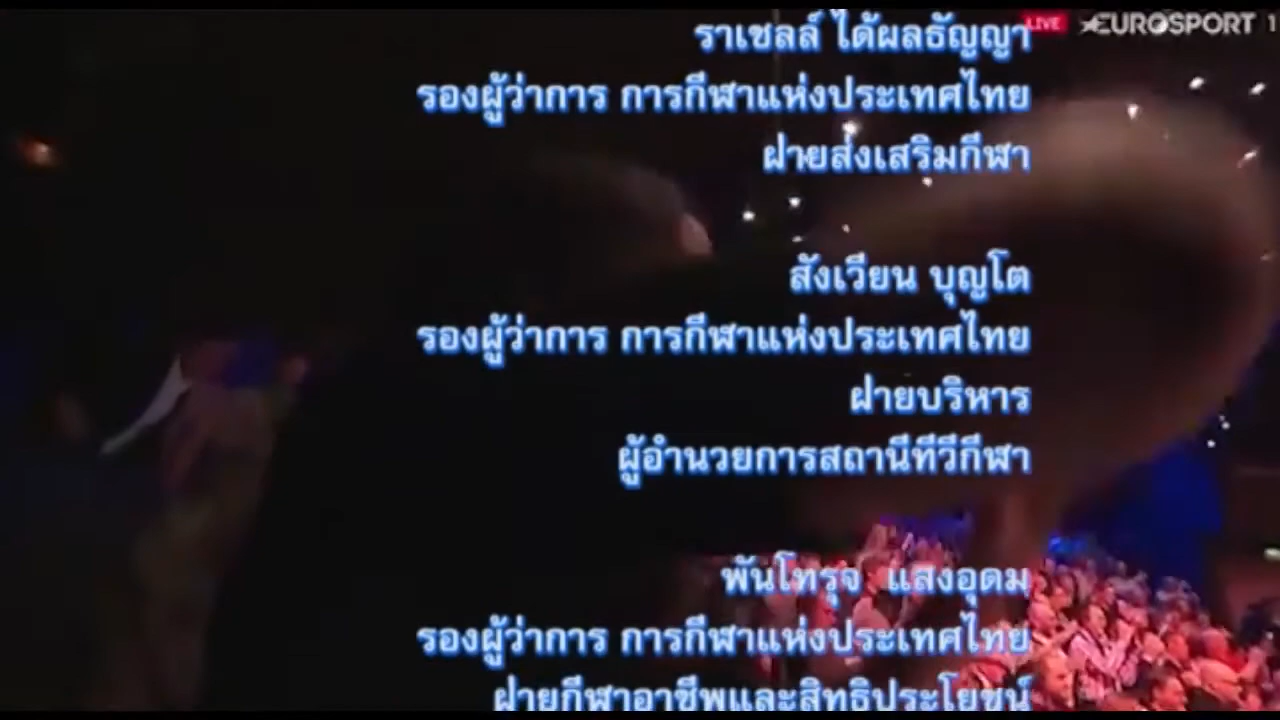 LIVE EUROSPORT 1
ราเชลล์ ได้ผลธัญญา
รองผู้ว่าการ การกีฬาแห่งประเทศไทย
ฝ่ายส่งเสริมกีฬา
สังเวียน บุญโต
รองผู้ว่าการ การกีฬาแห่งประเทศไทย
ฝ่ายบริหาร
ผู้อำนวยการสถานีทีวีกีฬา
พันโทรุจ แสงอุดม
รองผู้ว่าการ การกีฬาแห่งประเทศไทย
ฝ่ายกีฬาอาชีพและสิทธิประโยชน์